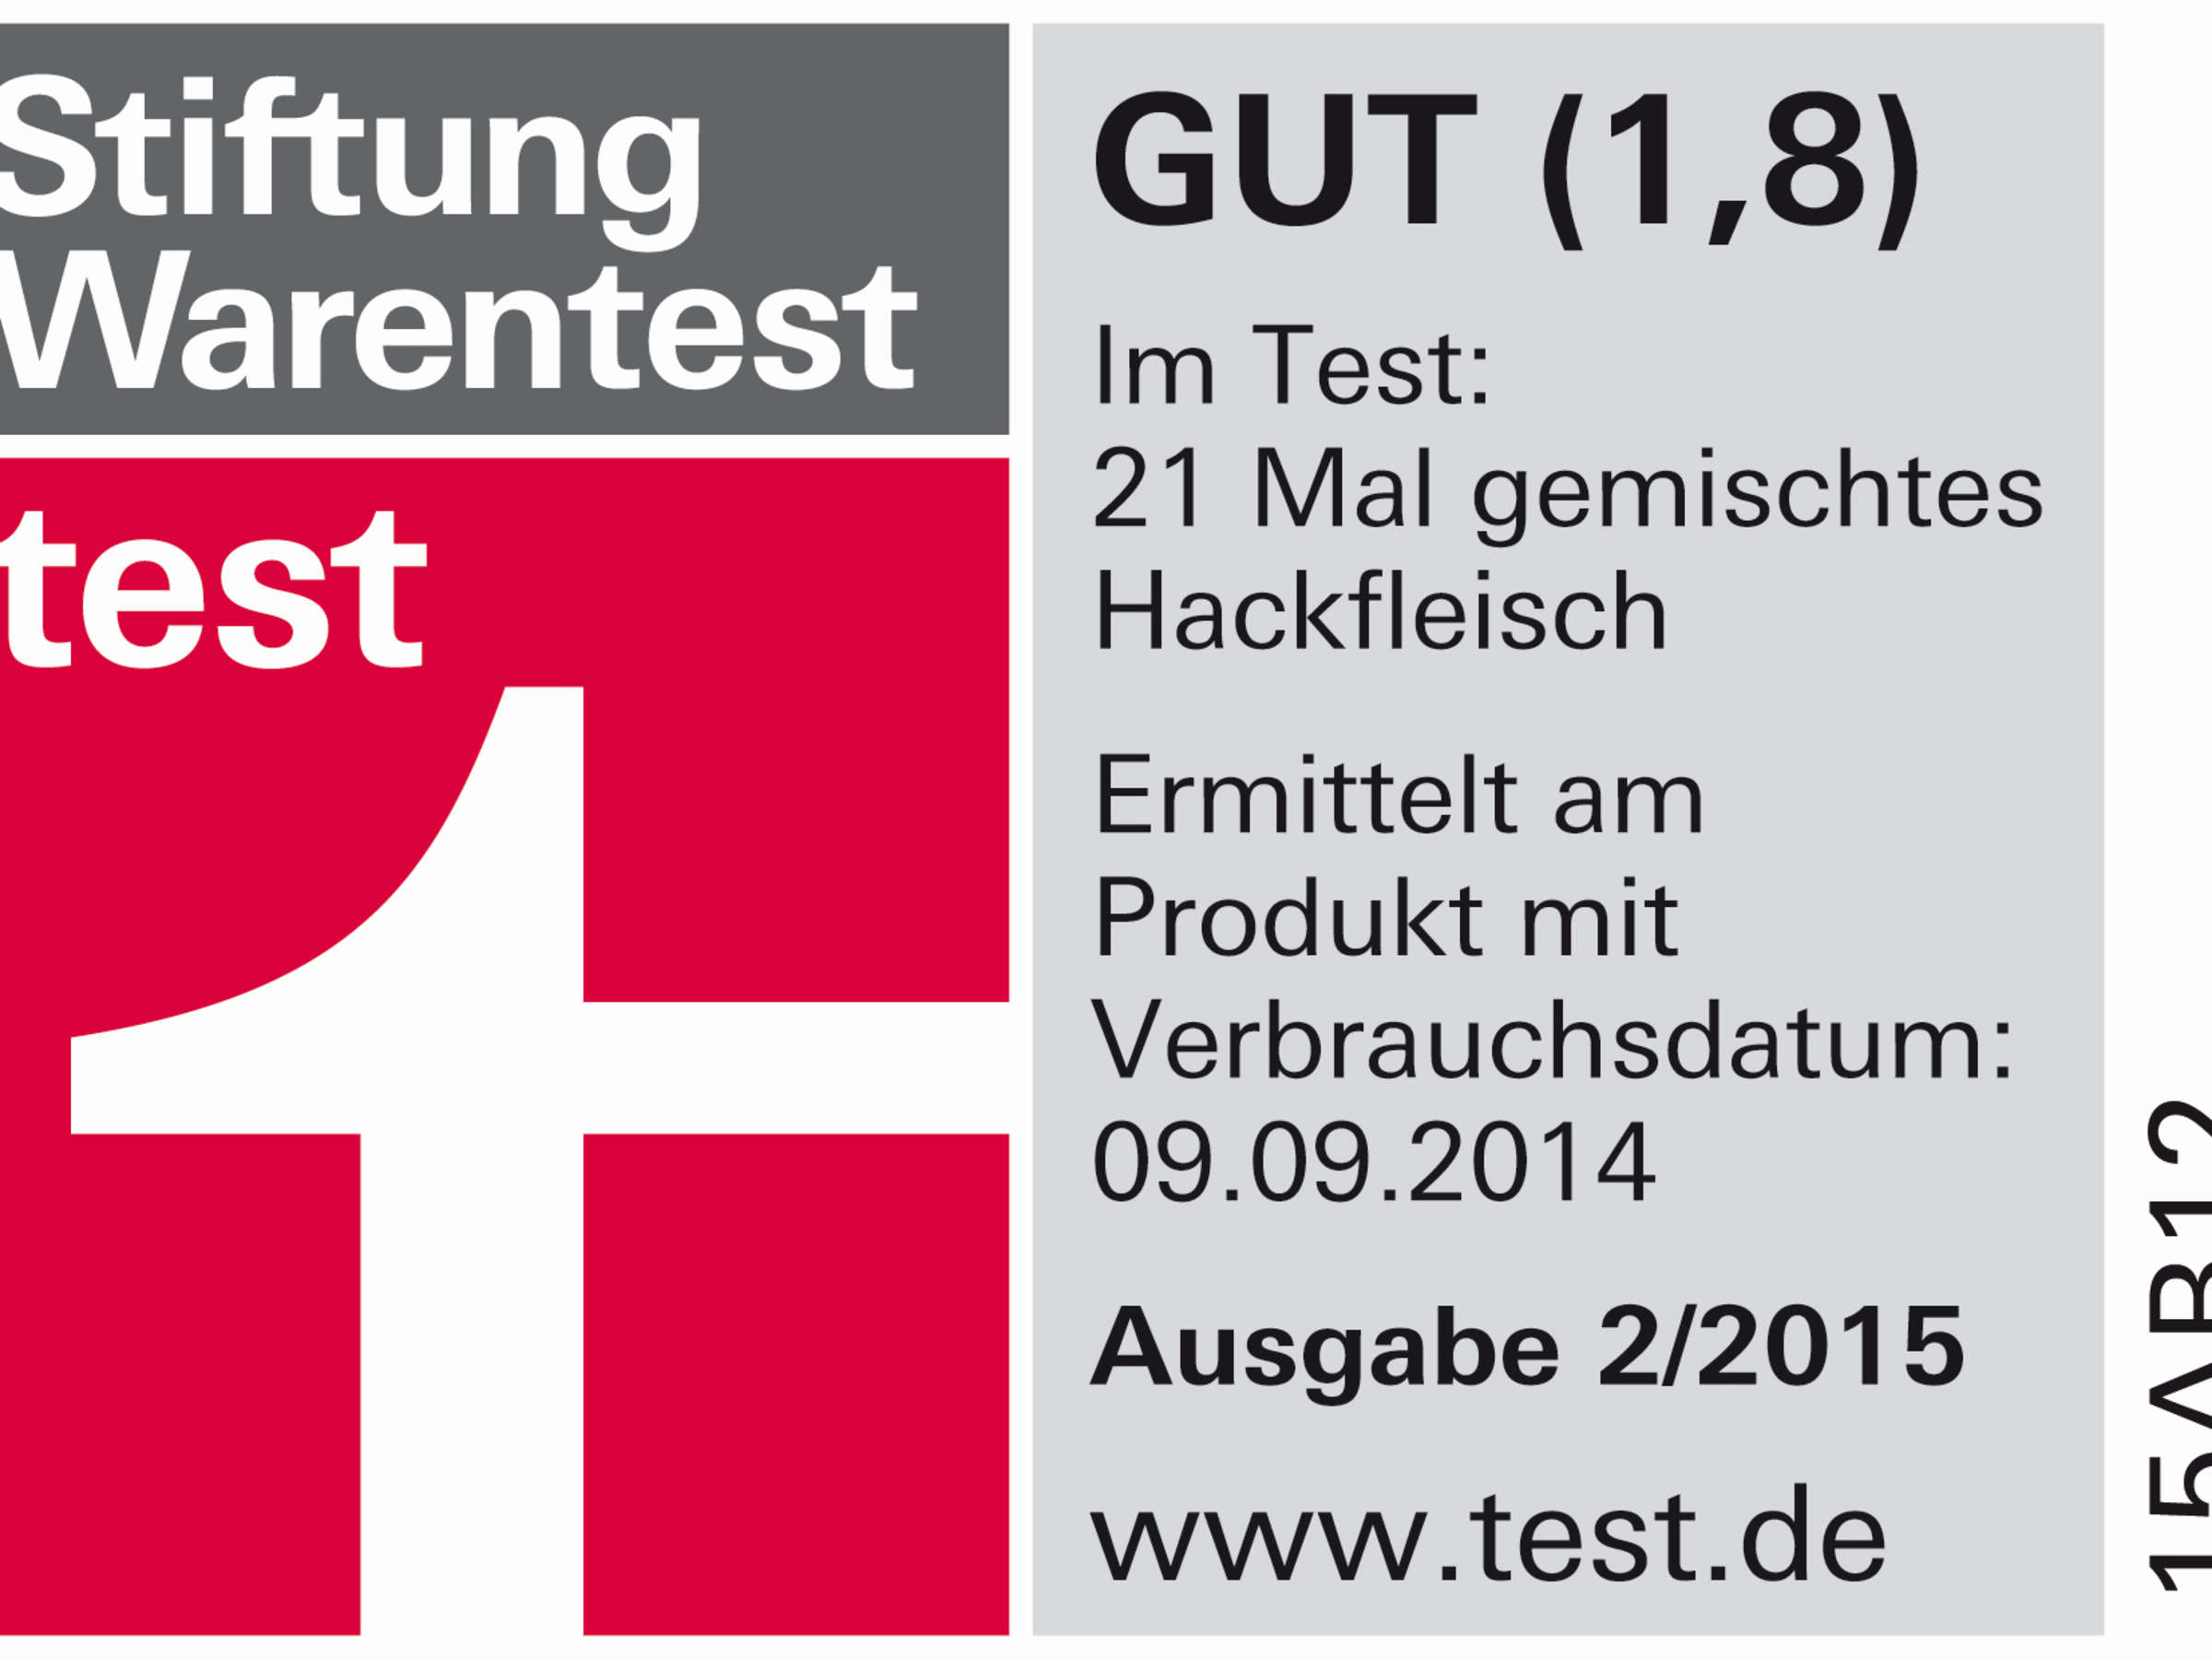 Stiftung
Warentest
test
GUT (1,8)
Im Test:
21 Mal gemischtes
Hackfleisch
Ermittelt am
Produkt mit
Verbrauchsdatum:
09.09.2014
Ausgabe 2/2015
www.test.de
15AB12